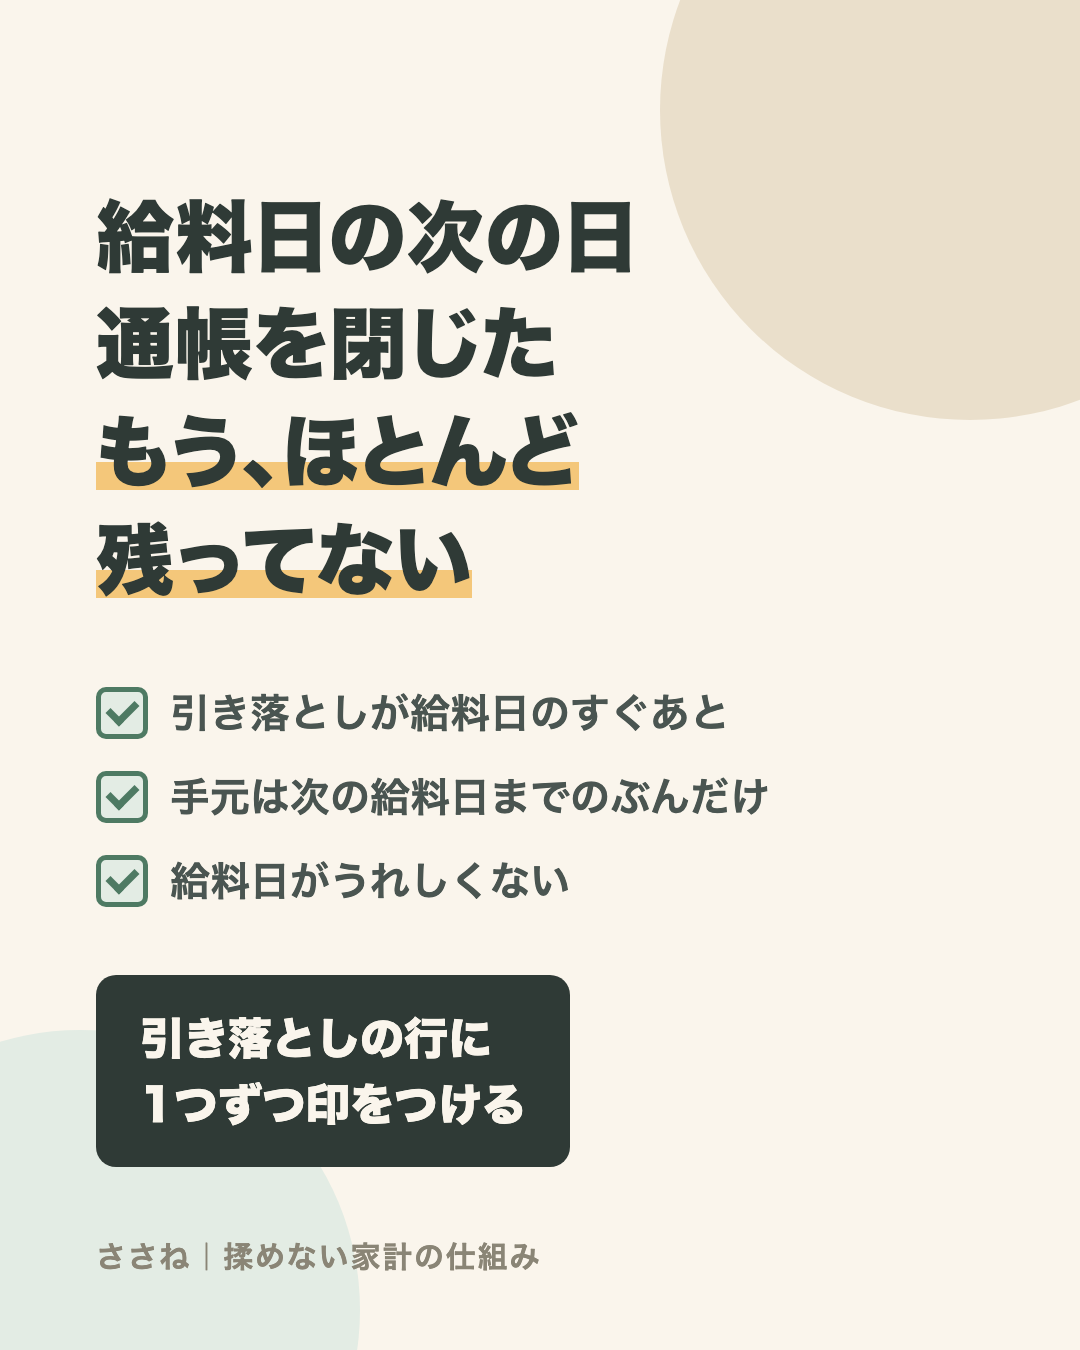 給料日の次の日
通帳を閉じた
もう、ほとんど
残ってない
引き落としが給料日のすぐあと
手元は次の給料日までのぶんだけ
給料日がうれしくない
引き落としの行に
1つずつ印をつける
ささね｜揉めない家計の仕組み